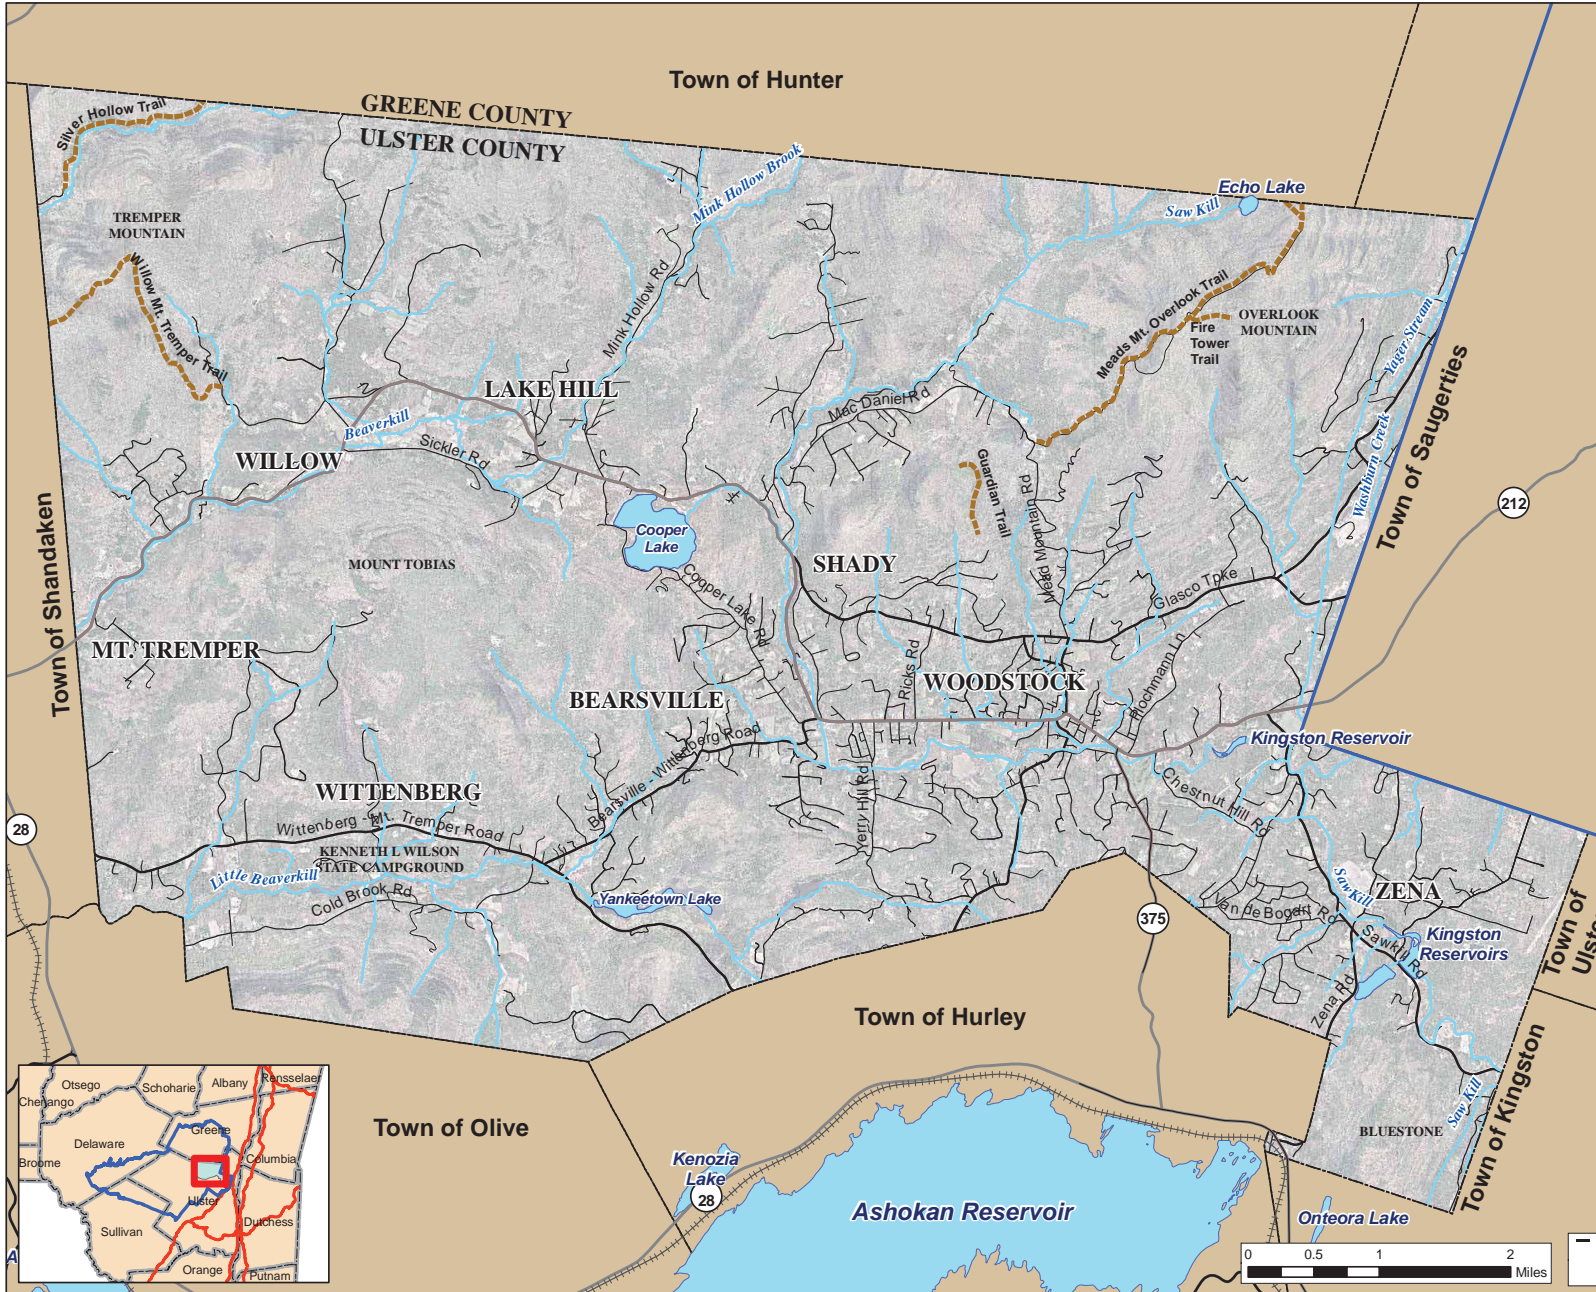 Town of Hunter
GREENE COUNTY
ULSTER COUNTY
Silver Hollow Trail
Mink Hollow Brook
Echo Lake
Saw Kill
TREMPER
MOUNTAIN
Willow Mt. Tremper Trail
Mink Hollow Rd
Meads Mt. Overlook Trail
OVERLOOK
MOUNTAIN
Fire
Tower
Trail
Yager Stream
Town of Saugerties
LAKE HILL
Mac Daniel Rd
Beaverkill
Sickler Rd
WILLOW
Guardian Trail
Mead Mountain Rd
Washburn Creek
212
Town of Shandaken
Cooper
Lake
MOUNT TOBIAS
SHADY
Cooper Lake Rd
Glasco Tpke
MT. TREMPER
Ricks Rd
Plochmann Ln
WOODSTOCK
BEARSVILLE
Bearsville - Wittenberg Road
Kingston Reservoir
WITTENBERG
Yerry Hill Rd
Chestnut Hill Rd
28
Wittenberg - Mt. Tremper Road
KENNETH L WILSON
STATE CAMPGROUND
Little Beaverkill
Cold Brook Rd
Yankeetown Lake
375
Van de Bogart Rd
Saw Kill
ZENA
Sawkill Rd
Kingston
Reservoirs
Zena Rd
Town of
Ulste
Town of Hurley
Town of Kingston
Saw Kill
BLUESTONE
Town of Olive
Kenozia
Lake
28
Ashokan Reservoir
Onteora Lake
Otsego
Schoharie
Albany
Rensselaer
Chenango
Delaware
Greene
Broome
Columbia
Ulster
Sullivan
Dutchess
Orange
Putnam
A
0 0.5 1 2
Miles